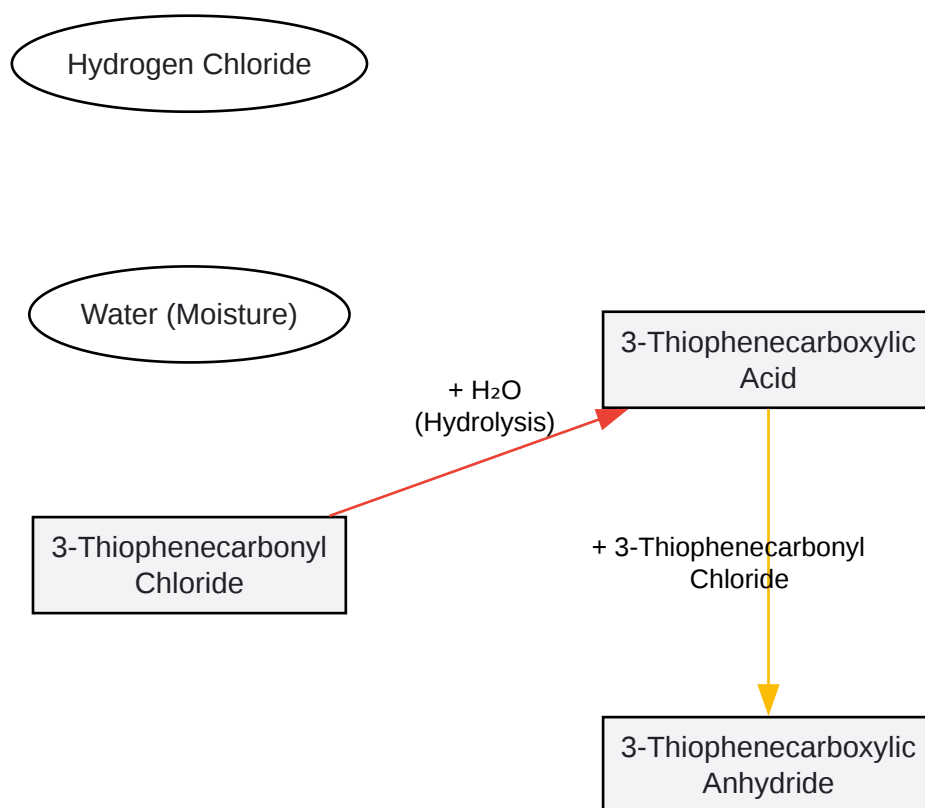 Hydrogen Chloride
Water (Moisture)
3-Thiophenecarboxylic
Acid
+ H₂O
(Hydrolysis)
3-Thiophenecarbonyl
Chloride
+ 3-Thiophenecarbonyl
Chloride
3-Thiophenecarboxylic
Anhydride